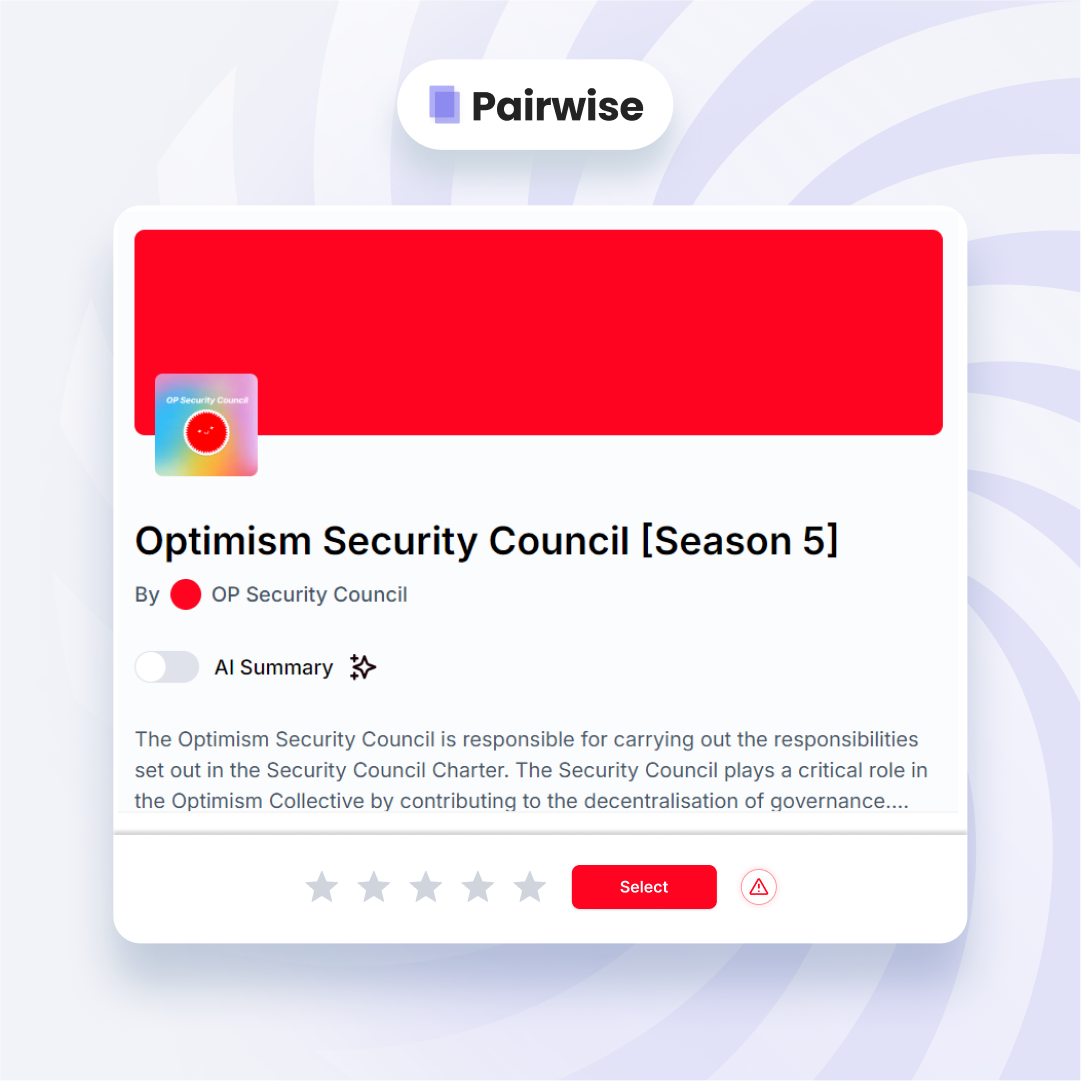 Pairwise
OP Security Council
Optimism Security Council [Season 5]
By OP Security Council
AI Summary
The Optimism Security Council is responsible for carrying out the responsibilities
set out in the Security Council Charter. The Security Council plays a critical role in
the Optimism Collective by contributing to the decentralisation of governance....
Select